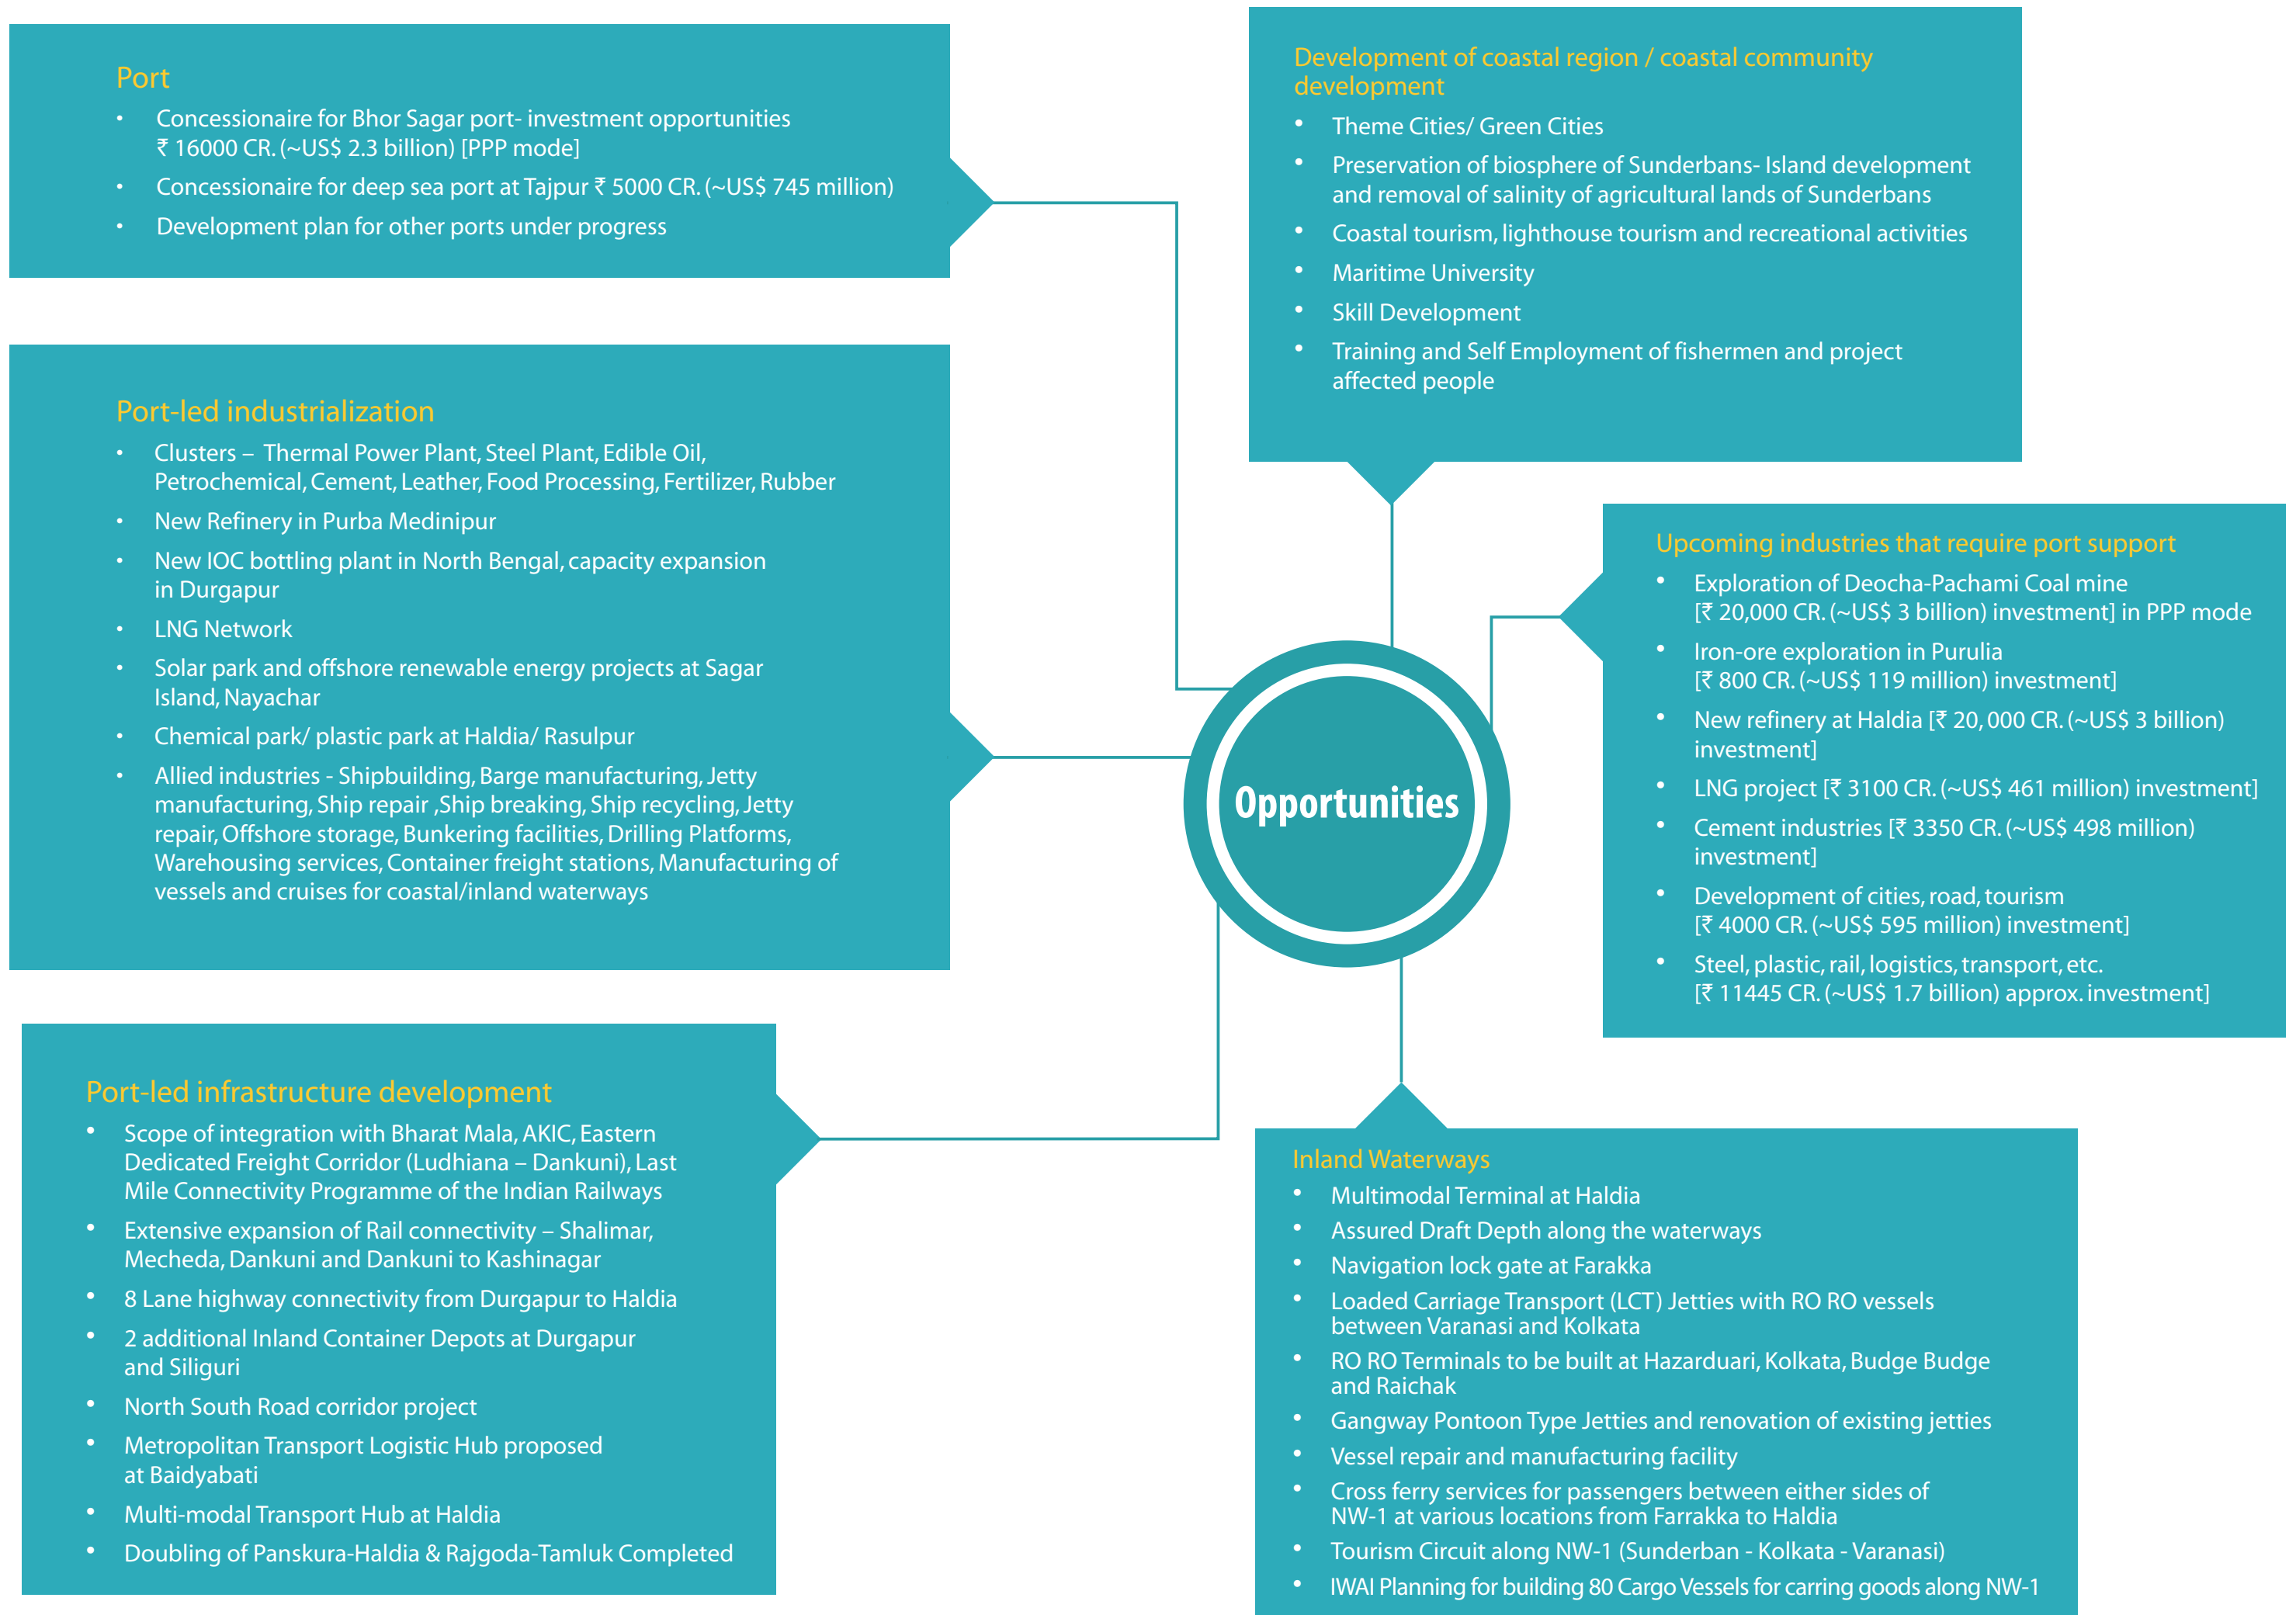 Port
• Concessionaire for Bhor Sagar port- investment opportunities
₹ 16000 CR. (~US$ 2.3 billion) [PPP mode]
• Concessionaire for deep sea port at Tajpur ₹ 5000 CR. (~US$ 745 million)
• Development plan for other ports under progress
Port-led industrialization
• Clusters – Thermal Power Plant, Steel Plant, Edible Oil,
Petrochemical, Cement, Leather, Food Processing, Fertilizer, Rubber
• New Refinery in Purba Medinipur
• New IOC bottling plant in North Bengal, capacity expansion
in Durgapur
• LNG Network
• Solar park and offshore renewable energy projects at Sagar
Island, Nayachar
• Chemical park/ plastic park at Haldia/ Rasulpur
• Allied industries - Shipbuilding, Barge manufacturing, Jetty
manufacturing, Ship repair ,Ship breaking, Ship recycling, Jetty
repair, Offshore storage, Bunkering facilities, Drilling Platforms,
Warehousing services, Container freight stations, Manufacturing of
vessels and cruises for coastal/inland waterways
Port-led infrastructure development
• Scope of integration with Bharat Mala, AKIC, Eastern
Dedicated Freight Corridor (Ludhiana – Dankuni), Last
Mile Connectivity Programme of the Indian Railways
• Extensive expansion of Rail connectivity – Shalimar,
Mecheda, Dankuni and Dankuni to Kashinagar
• 8 Lane highway connectivity from Durgapur to Haldia
• 2 additional Inland Container Depots at Durgapur
and Siliguri
• North South Road corridor project
• Metropolitan Transport Logistic Hub proposed
at Baidyabati
• Multi-modal Transport Hub at Haldia
• Doubling of Panskura-Haldia & Rajgoda-Tamluk Completed
Opportunities
Development of coastal region / coastal community
development
• Theme Cities/ Green Cities
• Preservation of biosphere of Sunderbans- Island development
and removal of salinity of agricultural lands of Sunderbans
• Coastal tourism, lighthouse tourism and recreational activities
• Maritime University
• Skill Development
• Training and Self Employment of fishermen and project
affected people
Upcoming industries that require port support
• Exploration of Deocha-Pachami Coal mine
[₹ 20,000 CR. (~US$ 3 billion) investment] in PPP mode
• Iron-ore exploration in Purulia
[₹ 800 CR. (~US$ 119 million) investment]
• New refinery at Haldia [₹ 20, 000 CR. (~US$ 3 billion)
investment]
• LNG project [₹ 3100 CR. (~US$ 461 million) investment]
• Cement industries [₹ 3350 CR. (~US$ 498 million)
investment]
• Development of cities, road, tourism
[₹ 4000 CR. (~US$ 595 million) investment]
• Steel, plastic, rail, logistics, transport, etc.
[₹ 11445 CR. (~US$ 1.7 billion) approx. investment]
Inland Waterways
• Multimodal Terminal at Haldia
• Assured Draft Depth along the waterways
• Navigation lock gate at Farakka
• Loaded Carriage Transport (LCT) Jetties with RO RO vessels
between Varanasi and Kolkata
• RO RO Terminals to be built at Hazarduari, Kolkata, Budge Budge
and Raichak
• Gangway Pontoon Type Jetties and renovation of existing jetties
• Vessel repair and manufacturing facility
• Cross ferry services for passengers between either sides of
NW-1 at various locations from Farrakka to Haldia
• Tourism Circuit along NW-1 (Sunderban - Kolkata - Varanasi)
• IWAI Planning for building 80 Cargo Vessels for carring goods along NW-1